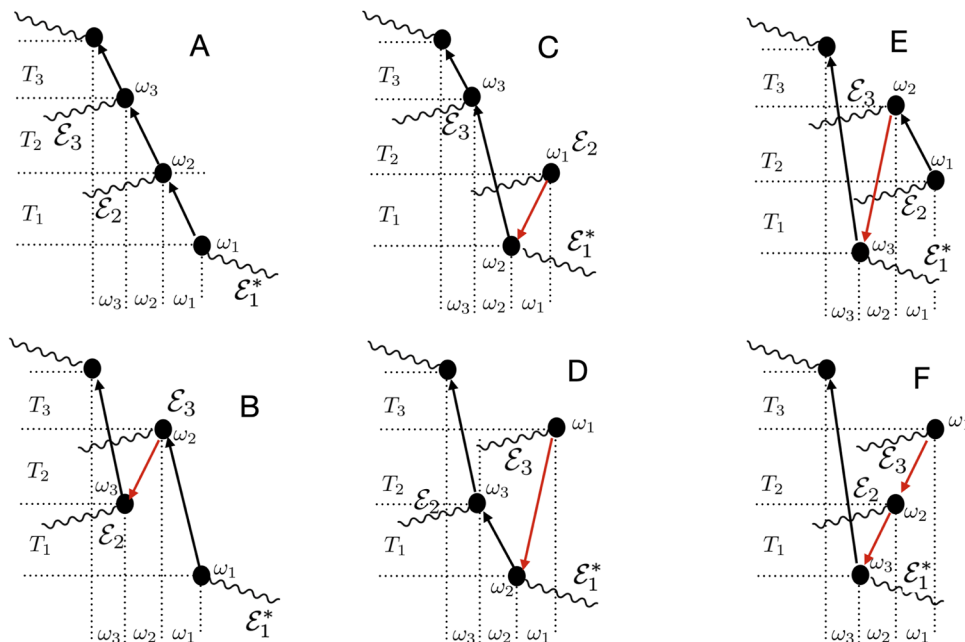 A
T₃
ω₃
ℰ₃
T₂
ω₂
ℰ₂
T₁
ω₁
ℰ₁*
ω₃ ω₂ ω₁
C
T₃
ω₃
ℰ₃
T₂
ω₁ ℰ₂
T₁
ω₂
ℰ₁*
ω₃ ω₂ ω₁
E
T₃
ℰ₃ ω₂
T₂
ω₁
ℰ₂
T₁
ω₃
ℰ₁*
ω₃ ω₂ ω₁
B
T₃
ℰ₃
ω₂
T₂
ω₃
ℰ₂
T₁
ω₁
ℰ₁*
ω₃ ω₂ ω₁
D
T₃
ω₁
ℰ₃
T₂
ℰ₂ ω₃
T₁
ω₂
ℰ₁*
ω₃ ω₂ ω₁
F
T₃
ℰ₃
T₂
ℰ₂
ω₂
T₁
ω₃
ℰ₁*
ω₃ ω₂ ω₁